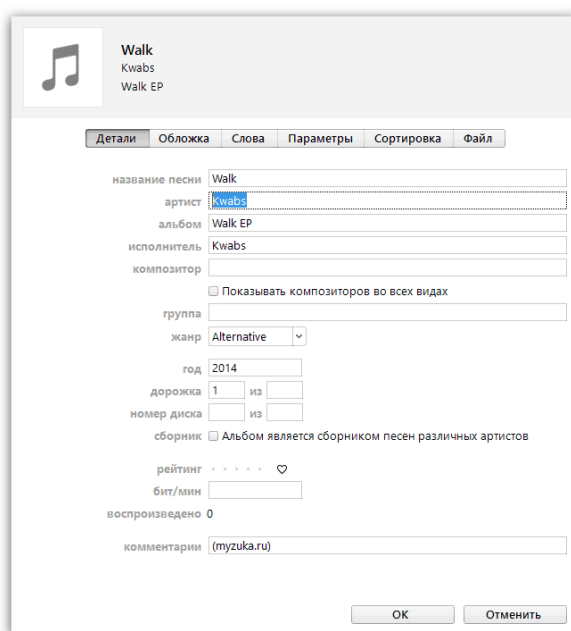 Walk
Kwabs
Walk EP
Детали Обложка Слова Параметры Сортировка Файл
название песни Walk
артист Kwabs
альбом Walk EP
исполнитель Kwabs
композитор
Показывать композиторов во всех видах
группа
жанр Alternative
год 2014
дорожка 1 из
номер диска из
сборник Альбом является сборником песен различных артистов
рейтинг
бит/мин
воспроизведено 0
комментарии (myzuka.ru)
ОК Отменить